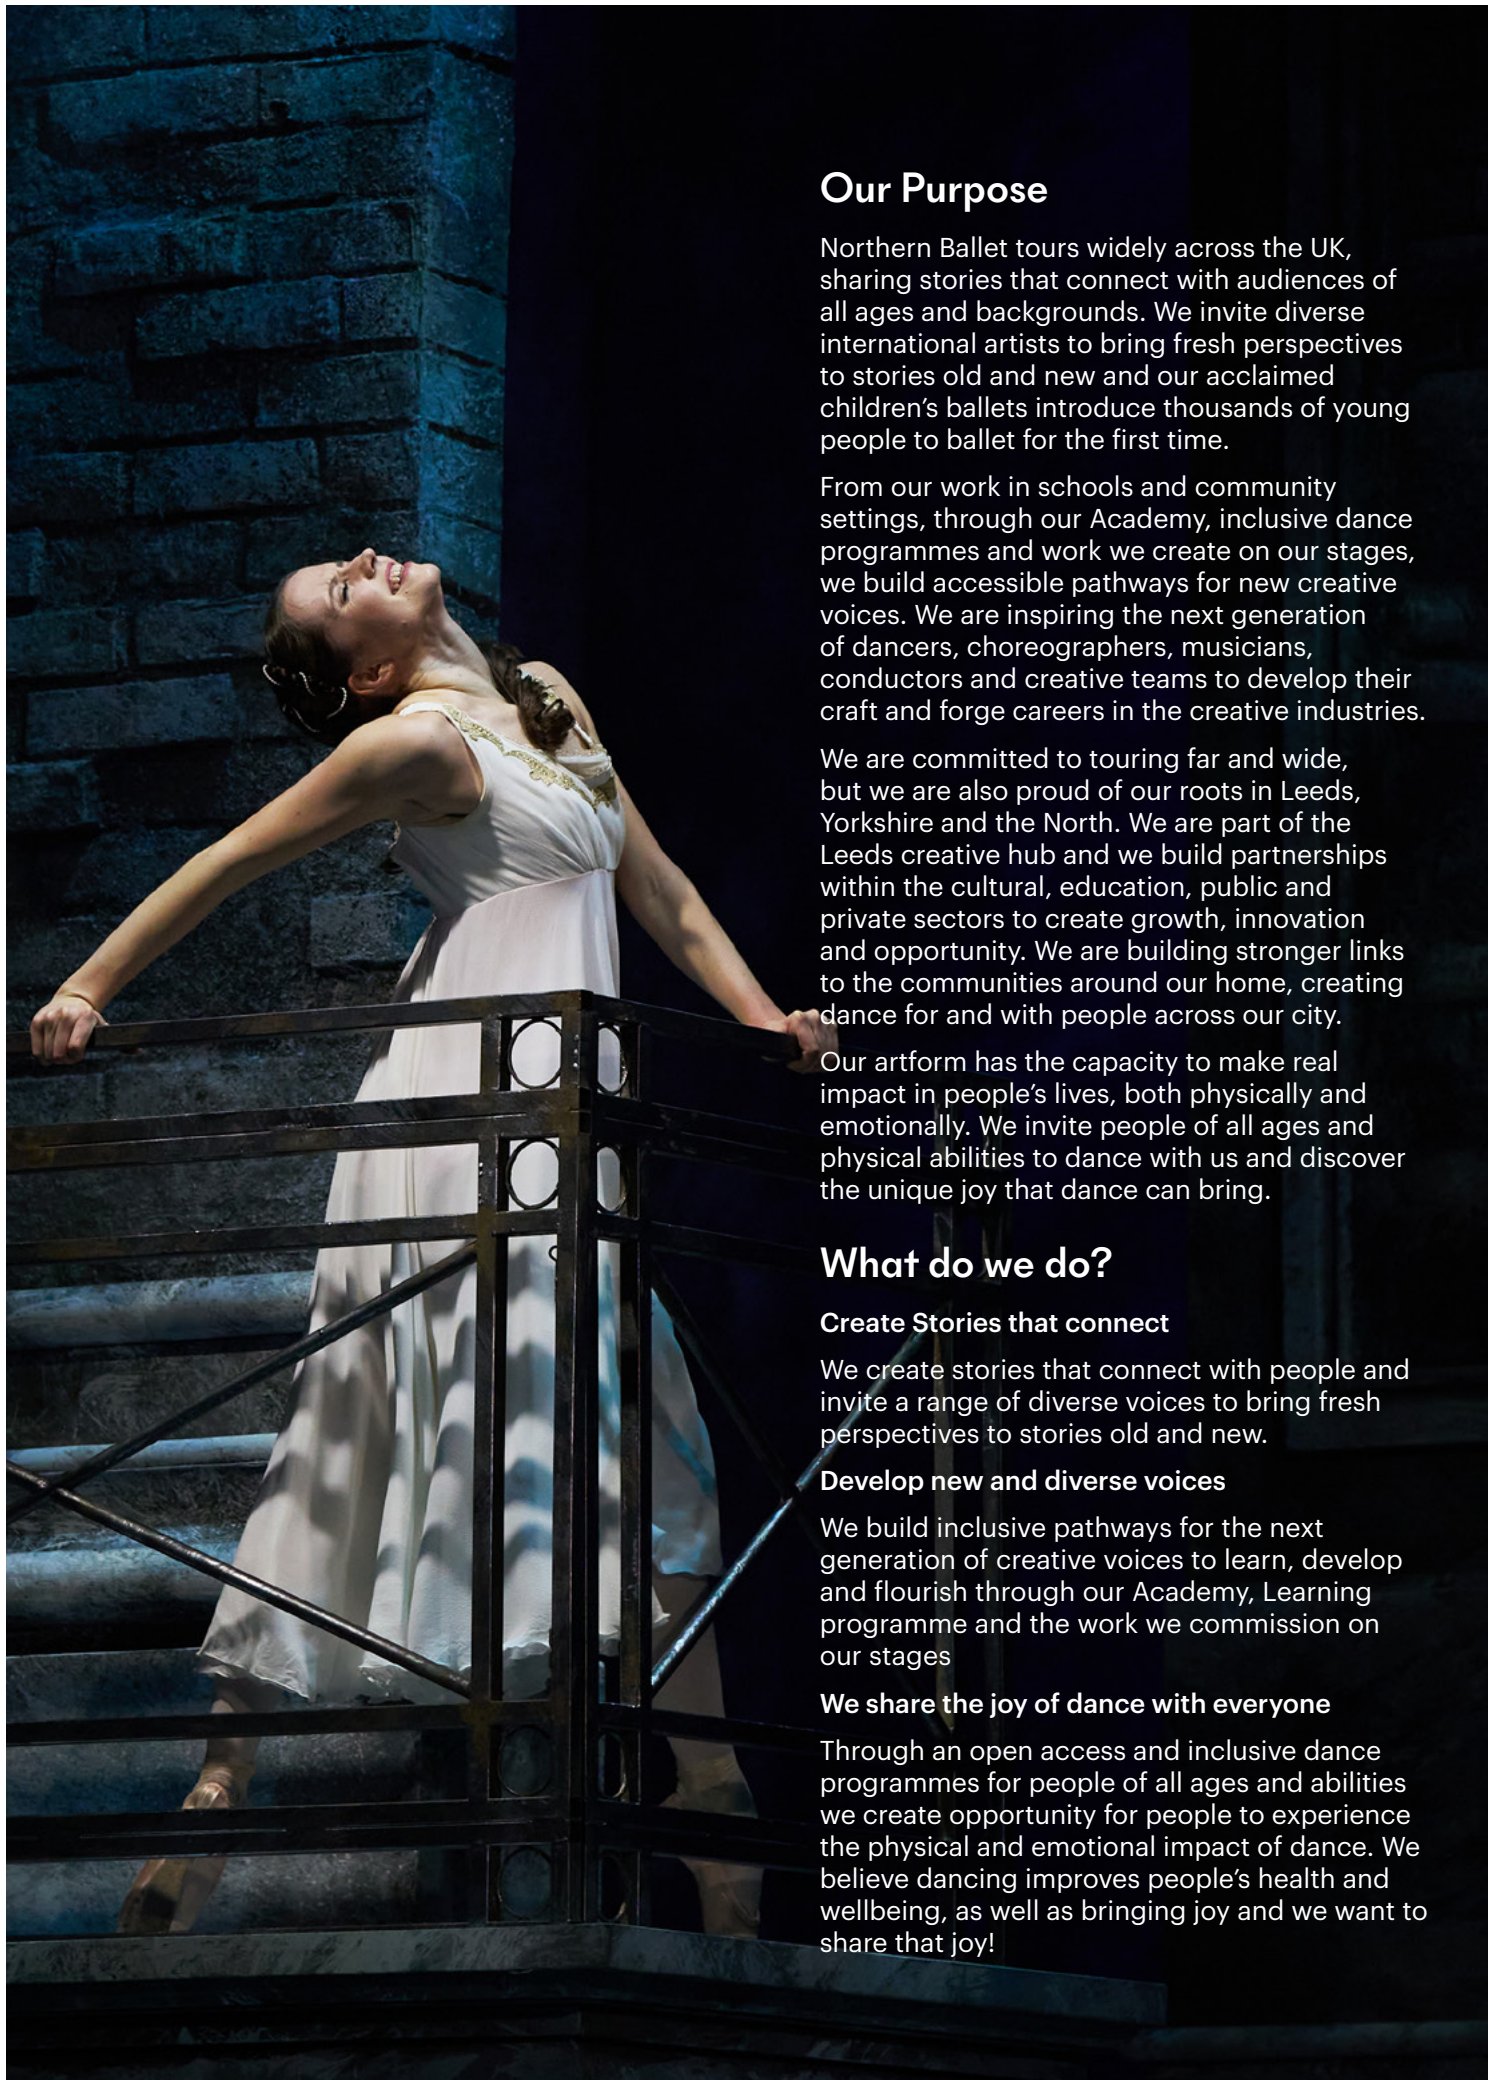 Our Purpose
Northern Ballet tours widely across the UK,
sharing stories that connect with audiences of
all ages and backgrounds. We invite diverse
international artists to bring fresh perspectives
to stories old and new and our acclaimed
children’s ballets introduce thousands of young
people to ballet for the first time.
From our work in schools and community
settings, through our Academy, inclusive dance
programmes and work we create on our stages,
we build accessible pathways for new creative
voices. We are inspiring the next generation
of dancers, choreographers, musicians,
conductors and creative teams to develop their
craft and forge careers in the creative industries.
We are committed to touring far and wide,
but we are also proud of our roots in Leeds,
Yorkshire and the North. We are part of the
Leeds creative hub and we build partnerships
within the cultural, education, public and
private sectors to create growth, innovation
and opportunity. We are building stronger links
to the communities around our home, creating
dance for and with people across our city.
Our artform has the capacity to make real
impact in people’s lives, both physically and
emotionally. We invite people of all ages and
physical abilities to dance with us and discover
the unique joy that dance can bring.
What do we do?
Create Stories that connect
We create stories that connect with people and
invite a range of diverse voices to bring fresh
perspectives to stories old and new.
Develop new and diverse voices
We build inclusive pathways for the next
generation of creative voices to learn, develop
and flourish through our Academy, Learning
programme and the work we commission on
our stages
We share the joy of dance with everyone
Through an open access and inclusive dance
programmes for people of all ages and abilities
we create opportunity for people to experience
the physical and emotional impact of dance. We
believe dancing improves people’s health and
wellbeing, as well as bringing joy and we want to
share that joy!